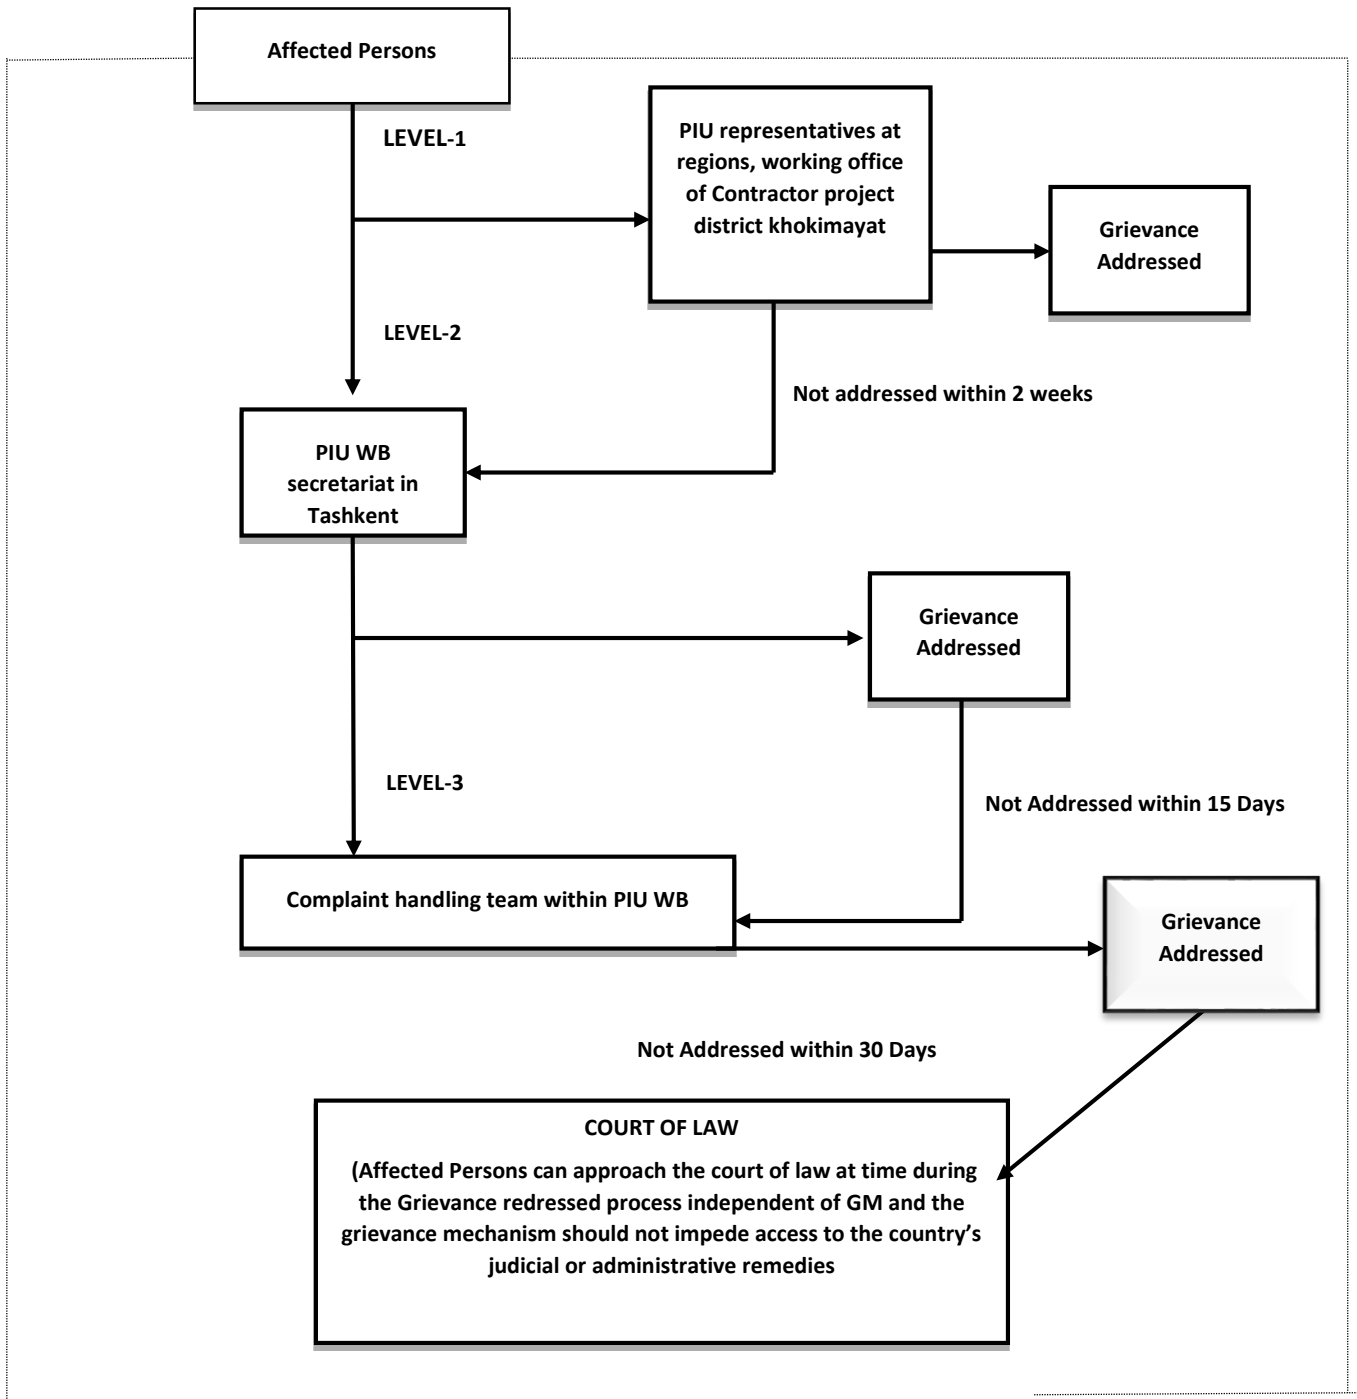 Affected Persons
LEVEL-1
PIU representatives at
regions, working office
of Contractor project
district khokimayat
Grievance
Addressed
LEVEL-2
Not addressed within 2 weeks
PIU WB
secretariat in
Tashkent
Grievance
Addressed
LEVEL-3
Not Addressed within 15 Days
Complaint handling team within PIU WB
Grievance
Addressed
Not Addressed within 30 Days
COURT OF LAW
(Affected Persons can approach the court of law at time during
the Grievance redressed process independent of GM and the
grievance mechanism should not impede access to the country’s
judicial or administrative remedies